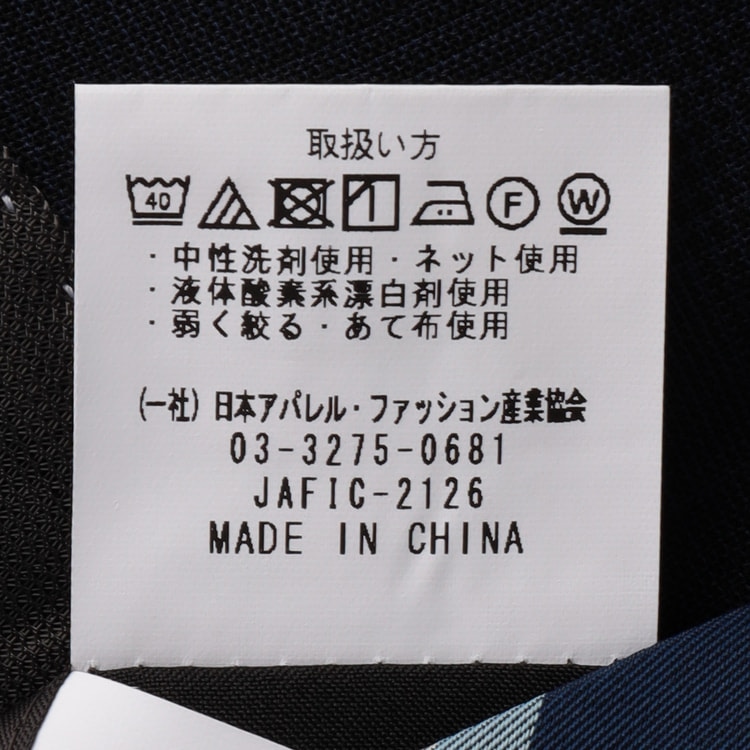 取扱い方
40 F W
・中性洗剤使用・ネット使用
・液体酸素系漂白剤使用
・弱く絞る・あて布使用
(一社)日本アパレル・ファッション産業協会
03-3275-0681
JAFIC-2126
MADE IN CHINA